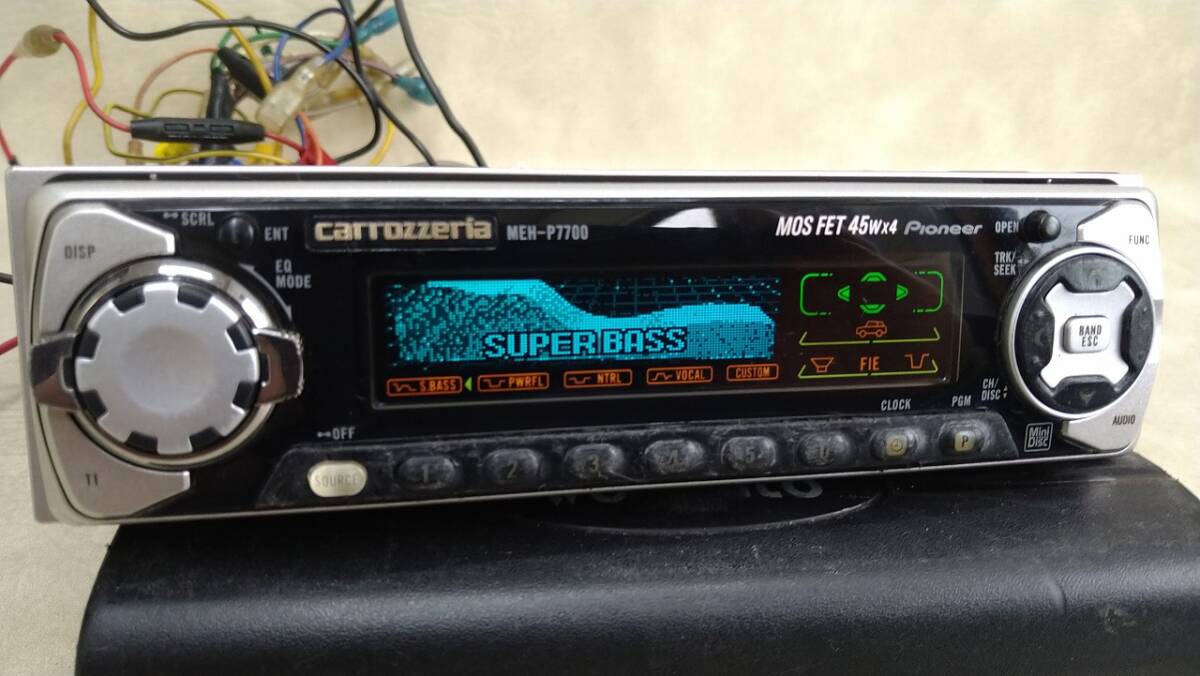 SCRL
DISP
ENT
carrozzeria
MEH-P7700
MOS FET 45W×4
Pioneer
OPEN
FUNC
EQ
MODE
TRK/
SEEK
SUPER BASS
BAND
ESC
S.BASS
PWRFL
NTRL
VOCAL
CUSTOM
FIE
CH/
DISC
OFF
CLOCK
PGM
AUDIO
TI
SOURCE
1
2
3
4
5
P
Mini
Disc